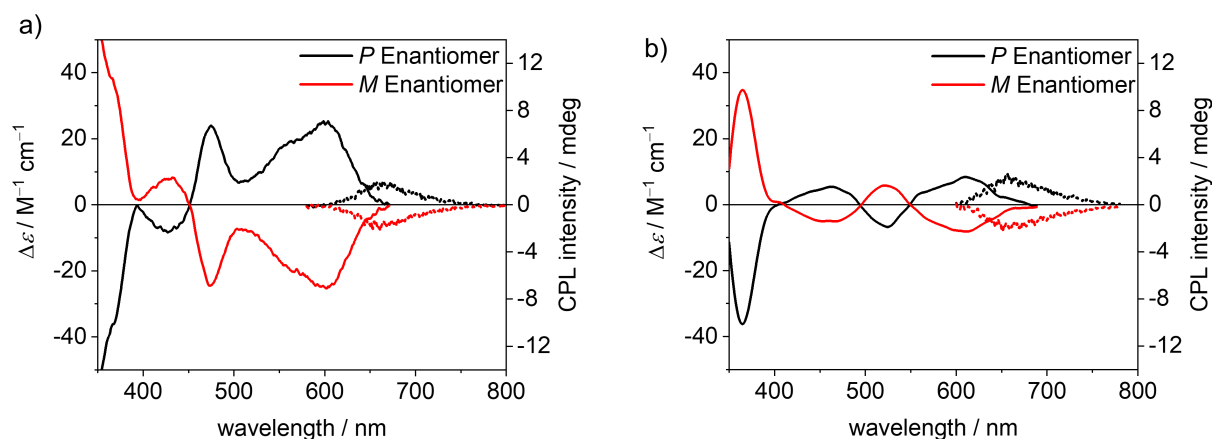 a)
P Enantiomer
M Enantiomer
40
20
0
-20
-40
12
8
4
0
-4
-8
-12
Δε / M⁻¹ cm⁻¹
CPL intensity / mdeg
400 500 600 700 800
wavelength / nm
b)
P Enantiomer
M Enantiomer
40
20
0
-20
-40
12
8
4
0
-4
-8
-12
Δε / M⁻¹ cm⁻¹
CPL intensity / mdeg
400 500 600 700 800
wavelength / nm